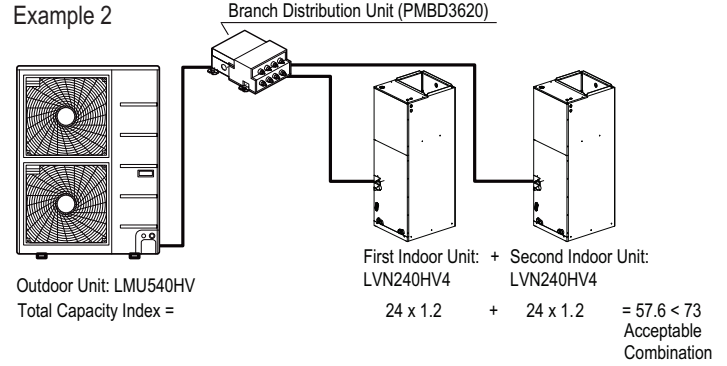 Example 2
Branch Distribution Unit (PMBD3620)
First Indoor Unit: + Second Indoor Unit:
LVN240HV4 LVN240HV4
Outdoor Unit: LMU540HV
Total Capacity Index = 24 x 1.2 + 24 x 1.2 = 57.6 < 73
Acceptable
Combination